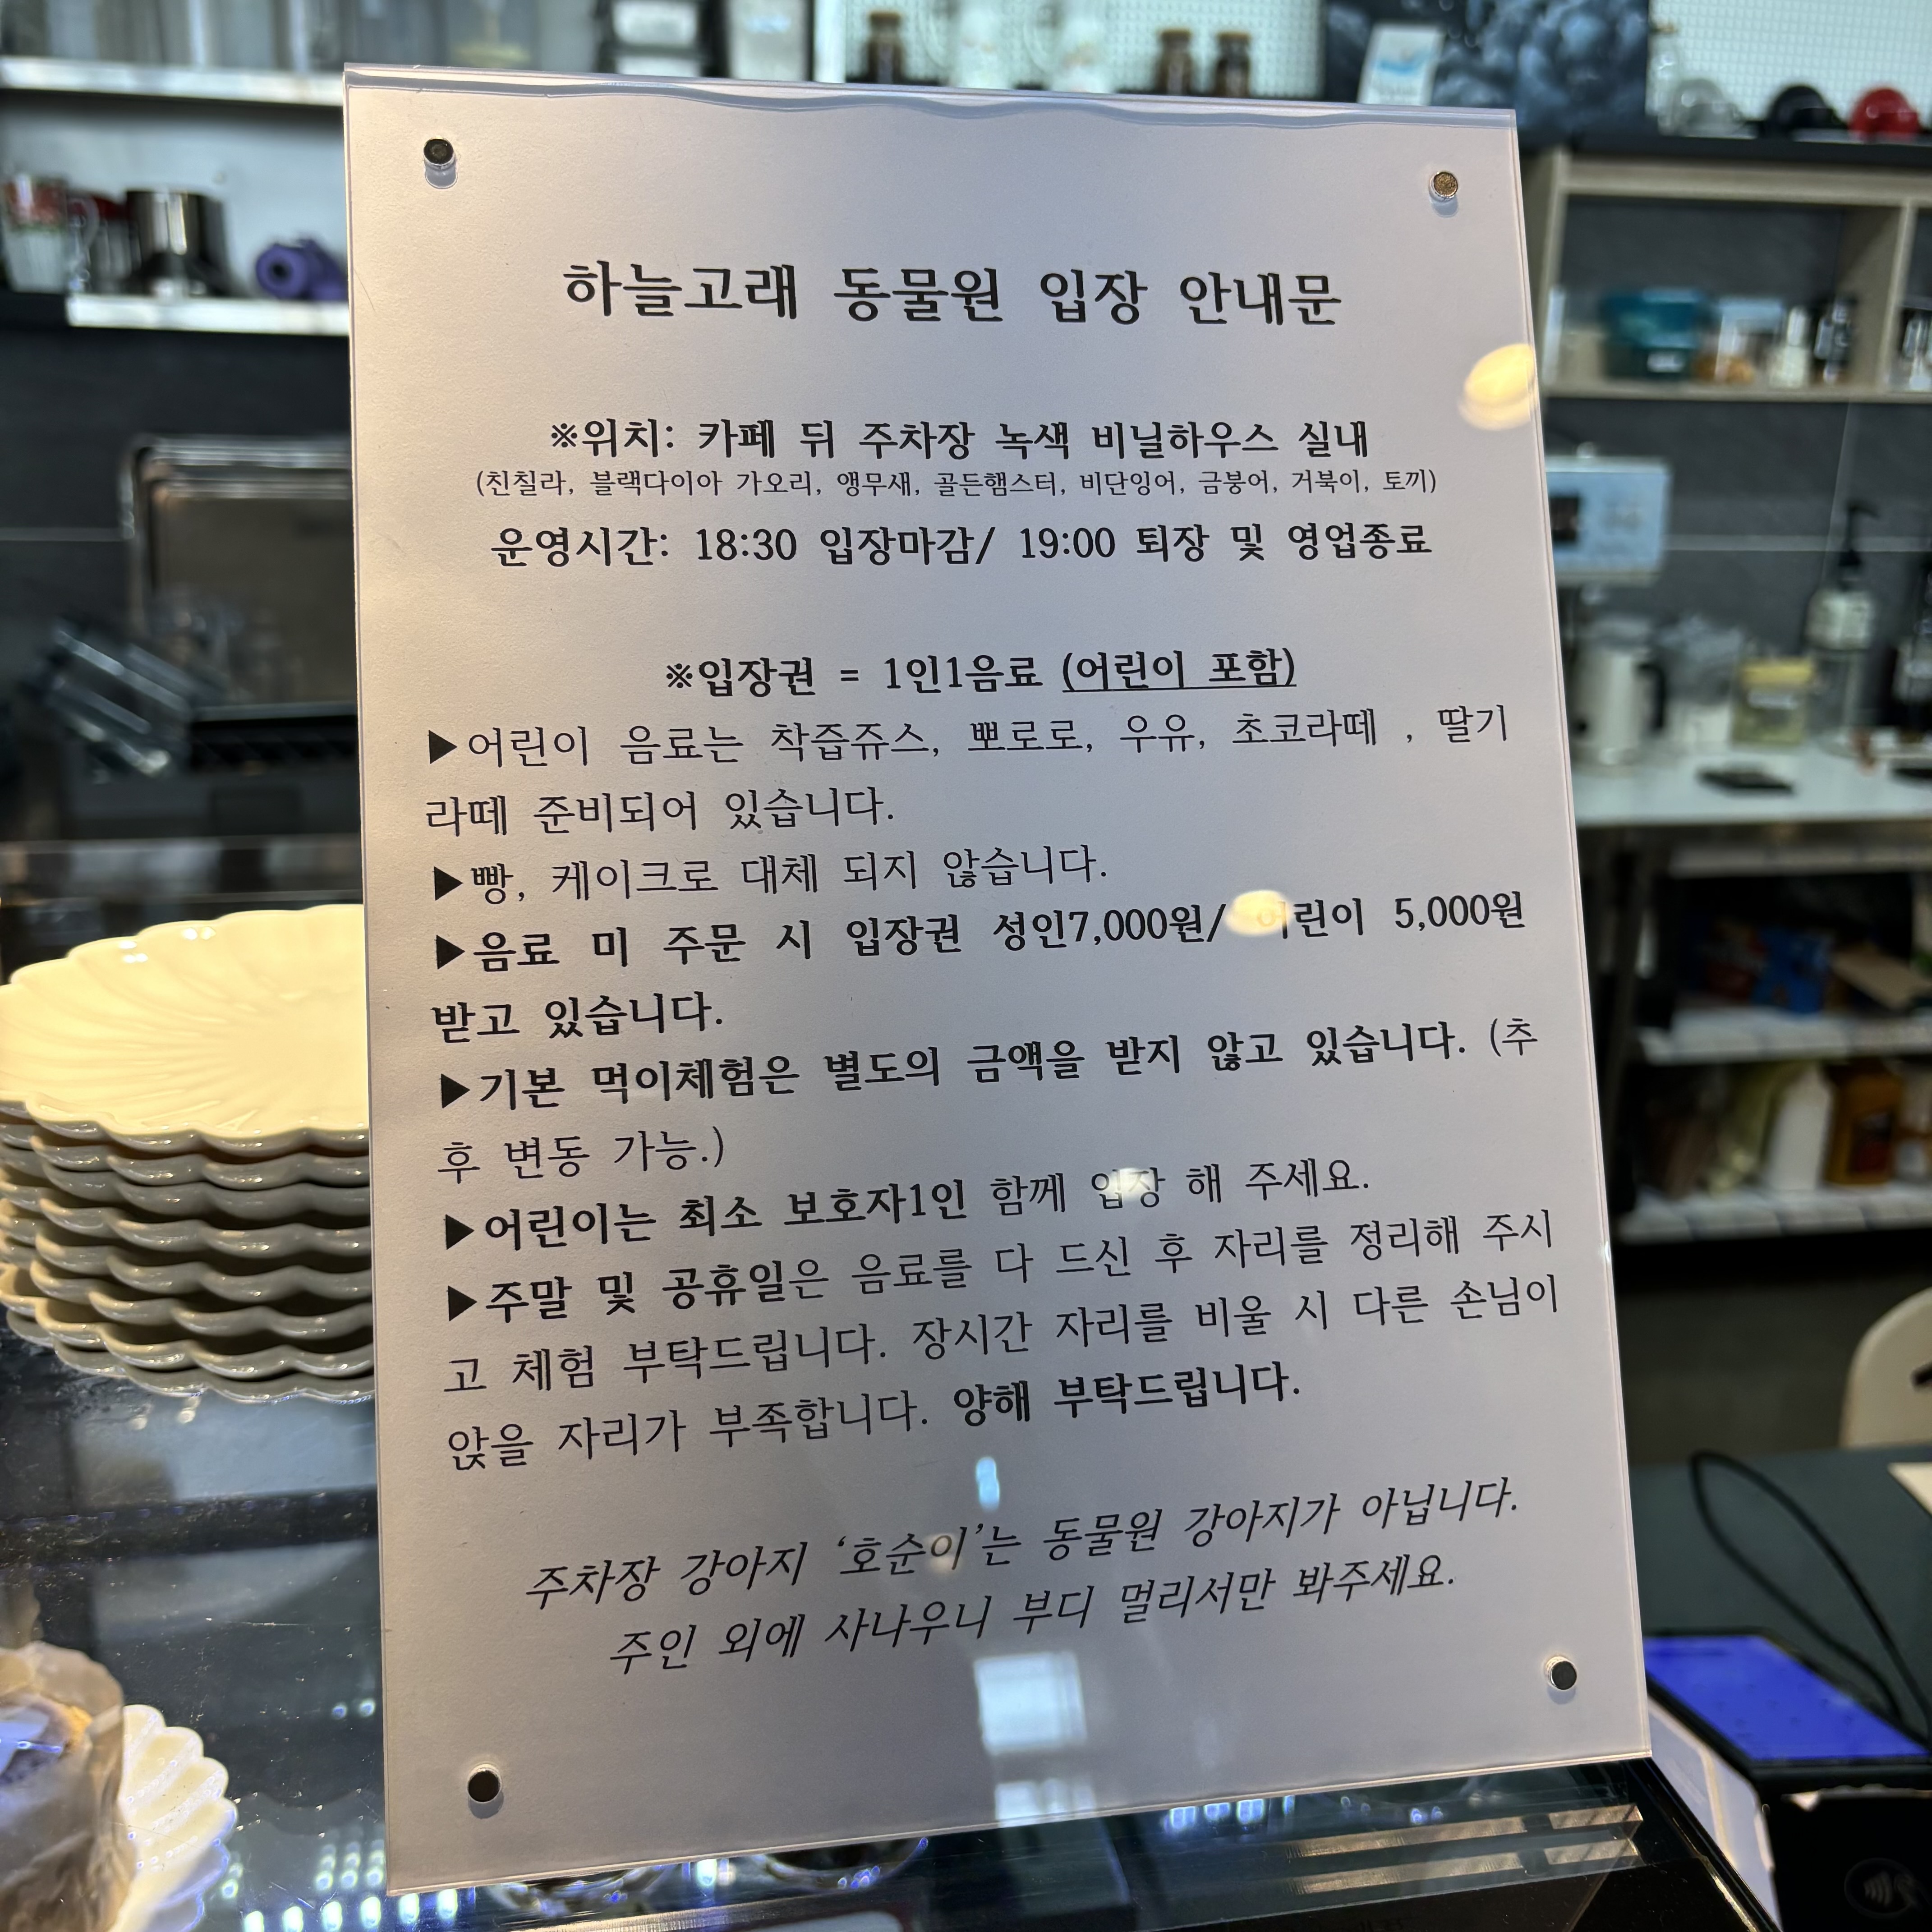 하늘고래 동물원 입장 안내문
※위치: 카페 뒤 주차장 녹색 비닐하우스 실내
(친칠라, 블랙다이아 가오리, 앵무새, 골든햄스터, 비단잉어, 금붕어, 거북이, 토끼)
운영시간: 18:30 입장마감/ 19:00 퇴장 및 영업종료
※입장권 = 1인1음료 (어린이 포함)
▶어린이 음료는 착즙쥬스, 뽀로로, 우유, 초코라떼 , 딸기
라떼 준비되어 있습니다.
▶빵, 케이크로 대체 되지 않습니다.
▶음료 미 주문 시 입장권 성인7,000원/ 어린이 5,000원
받고 있습니다.
▶기본 먹이체험은 별도의 금액을 받지 않고 있습니다. (추
후 변동 가능.)
▶어린이는 최소 보호자1인 함께 입장 해 주세요.
▶주말 및 공휴일은 음료를 다 드신 후 자리를 정리해 주시
고 체험 부탁드립니다. 장시간 자리를 비울 시 다른 손님이
앉을 자리가 부족합니다. 양해 부탁드립니다.
주차장 강아지 ‘호순이’는 동물원 강아지가 아닙니다.
주인 외에 사나우니 부디 멀리서만 봐주세요.